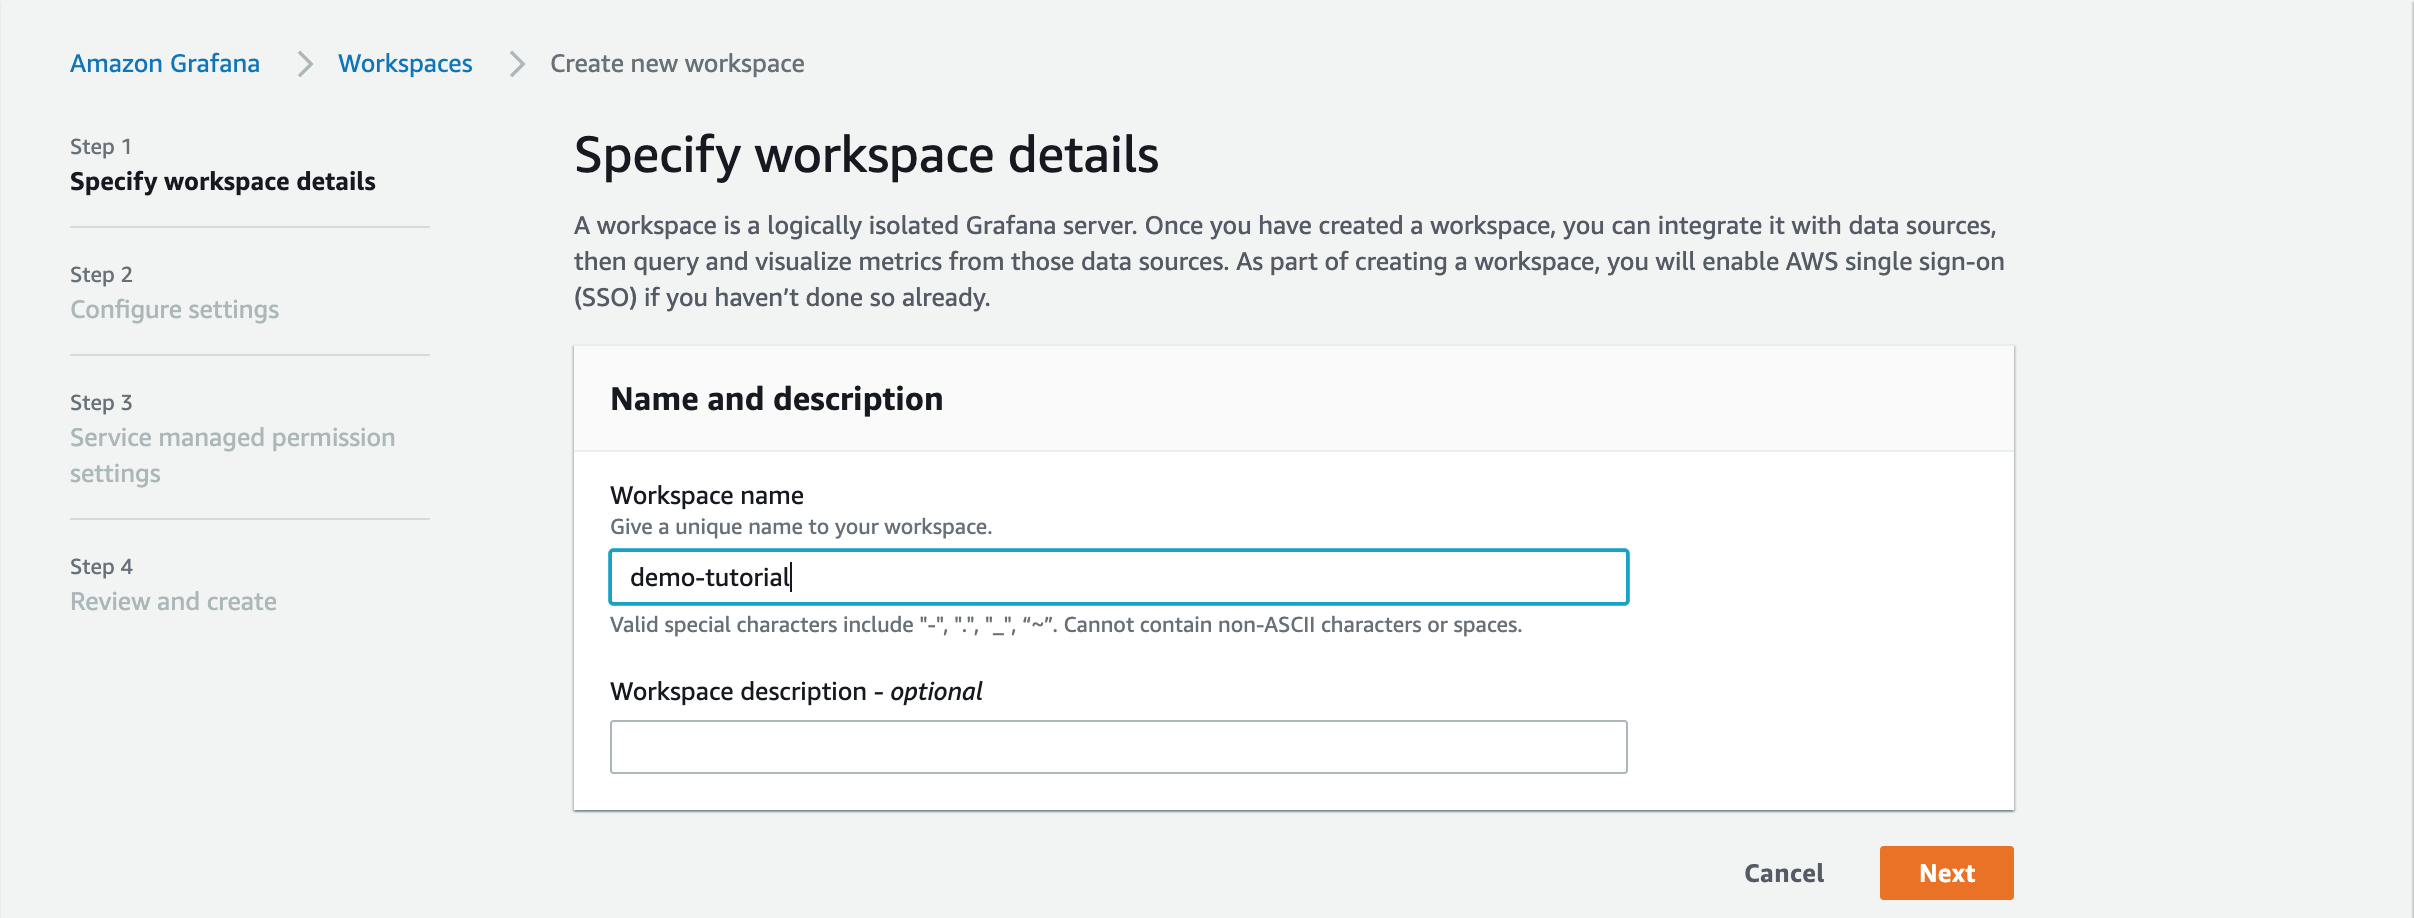 Amazon Grafana > Workspaces > Create new workspace
Step 1
Specify workspace details
Step 2
Configure settings
Step 3
Service managed permission
settings
Step 4
Review and create
Specify workspace details
A workspace is a logically isolated Grafana server. Once you have created a workspace, you can integrate it with data sources,
then query and visualize metrics from those data sources. As part of creating a workspace, you will enable AWS single sign-on
(SSO) if you haven’t done so already.
Name and description
Workspace name
Give a unique name to your workspace.
demo-tutorial
Valid special characters include "-", ".", "_", “~”. Cannot contain non-ASCII characters or spaces.
Workspace description - optional
Cancel
Next